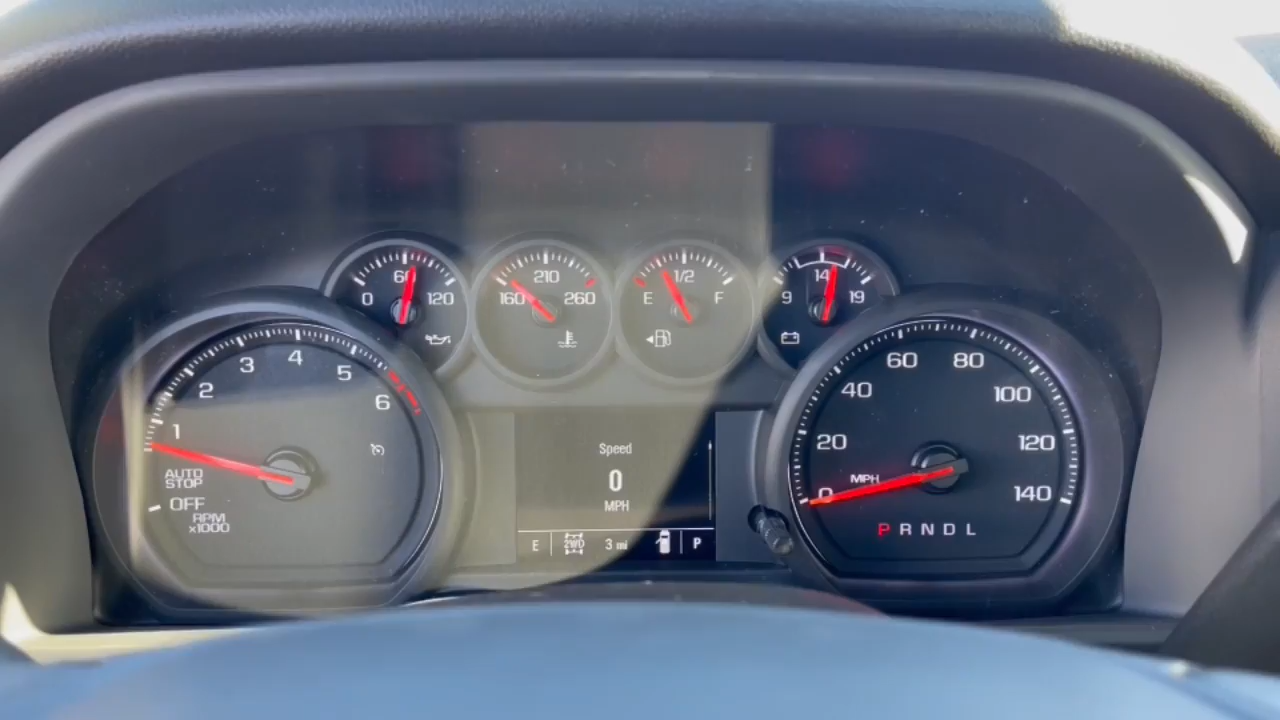 0 60 120
160 210 260
E 1/2 F
9 14 19
1 2 3 4 5 6
AUTO
STOP
OFF
RPM
x1000
Speed
0
MPH
E 2WD 3 mi P
0 20 40 60 80 100 120 140
MPH
P R N D L